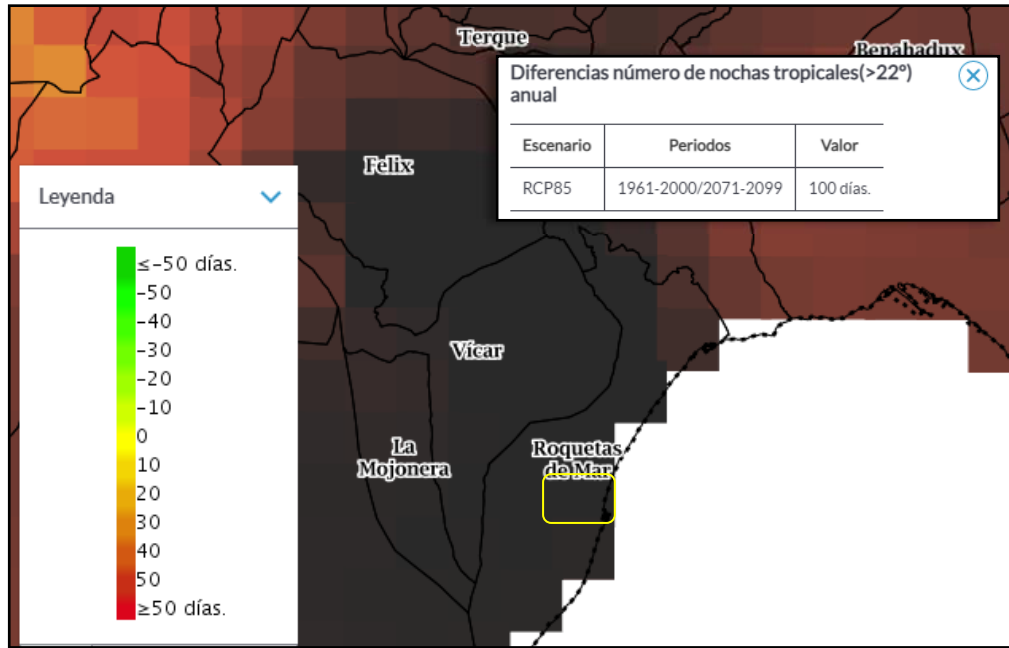 Terque
Benahadux
Diferencias número de nochas tropicales(>22º)
anual
Escenario Periodos Valor
RCP85 1961-2000/2071-2099 100 días.
Felix
Leyenda
≤-50 días.
-50
-40
-30
-20
-10
0
10
20
30
40
50
≥50 días.
Vícar
La
Mojonera
Roquetas
de Mar